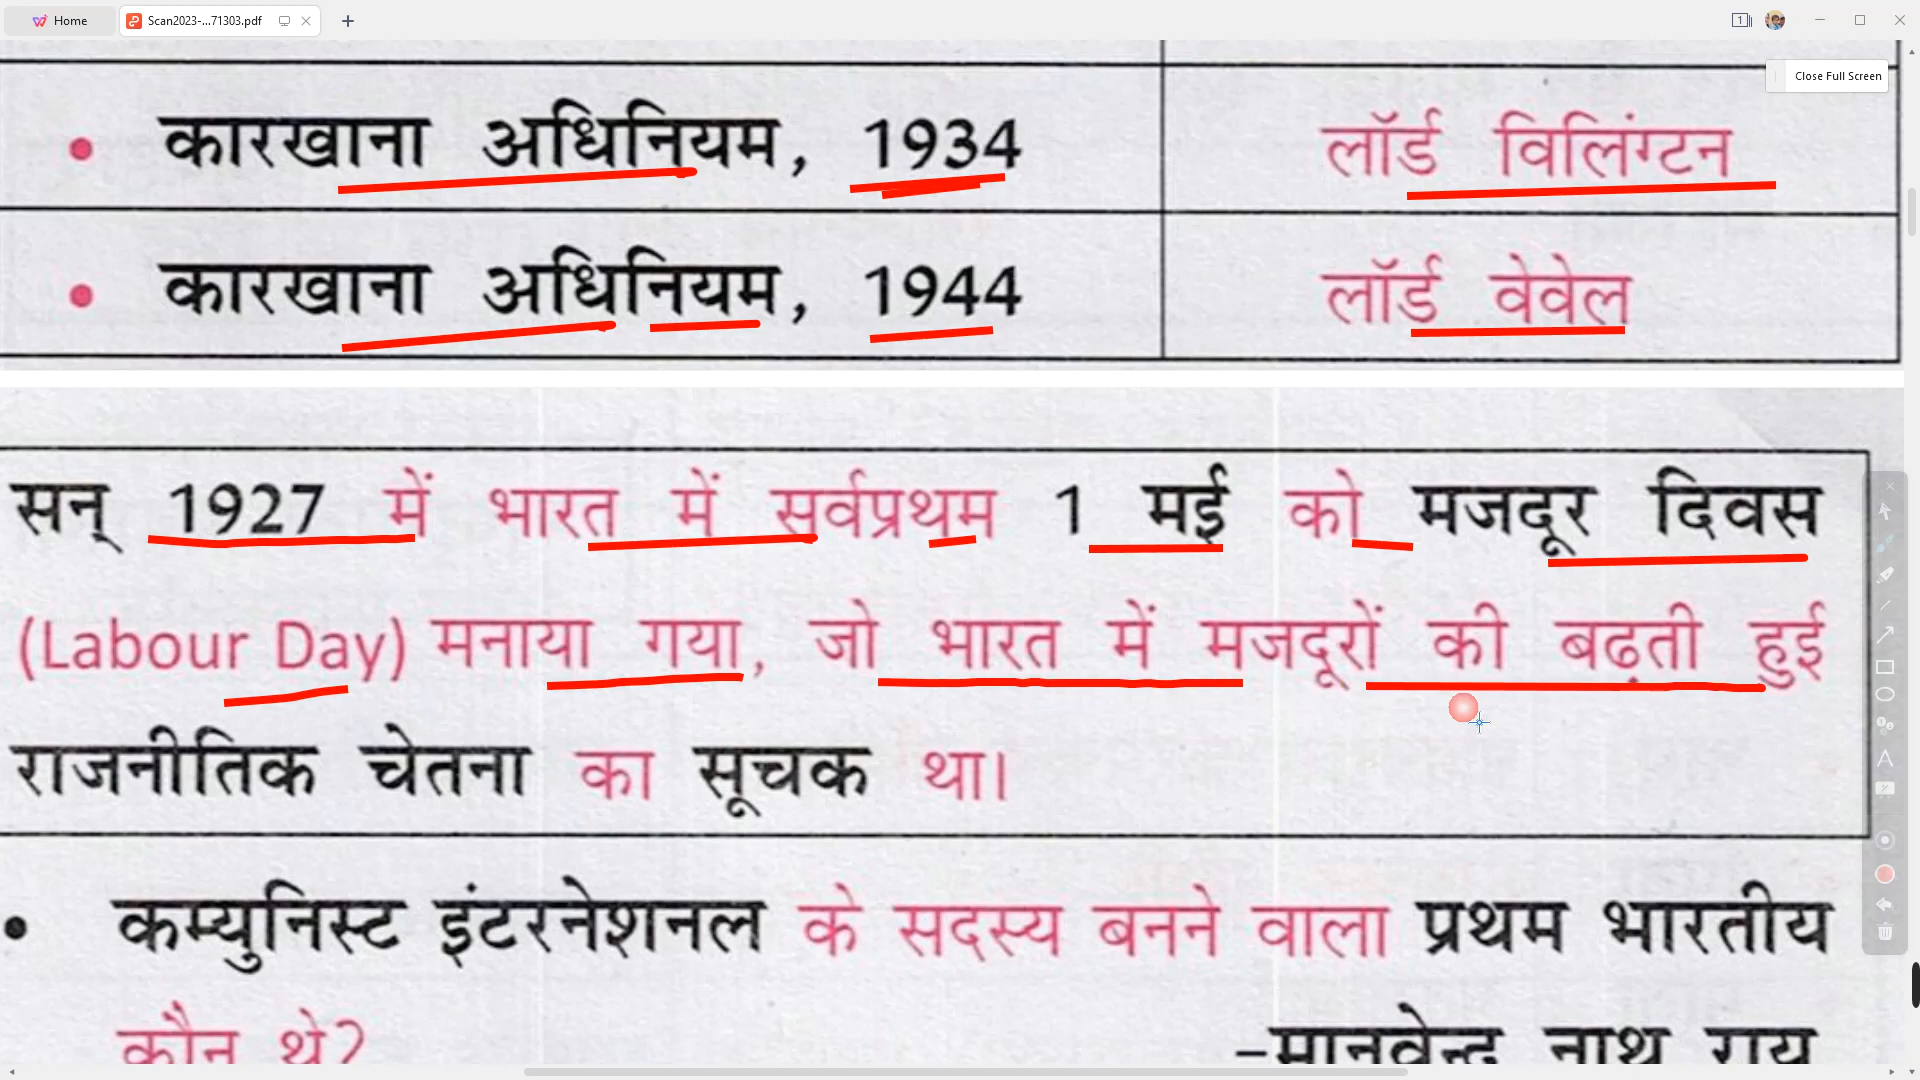 Home
Scan2023-...71303.pdf
1
Close Full Screen
कारखाना अधिनियम, 1934 लॉर्ड विलिंग्टन
कारखाना अधिनियम, 1944 लॉर्ड वेवेल
सन् 1927 में भारत में सर्वप्रथम 1 मई को मजदूर दिवस
(Labour Day) मनाया गया, जो भारत में मजदूरों की बढ़ती हुई
राजनीतिक चेतना का सूचक था।
कम्युनिस्ट इंटरनेशनल के सदस्य बनने वाला प्रथम भारतीय
कौन थे? –मानवेन्द्र नाथ राय